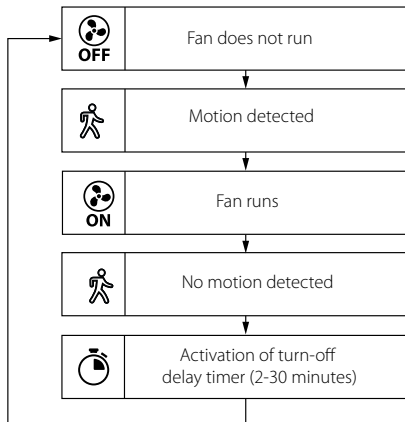 OFF
Fan does not run
Motion detected
ON
Fan runs
No motion detected
Activation of turn-off
delay timer (2-30 minutes)